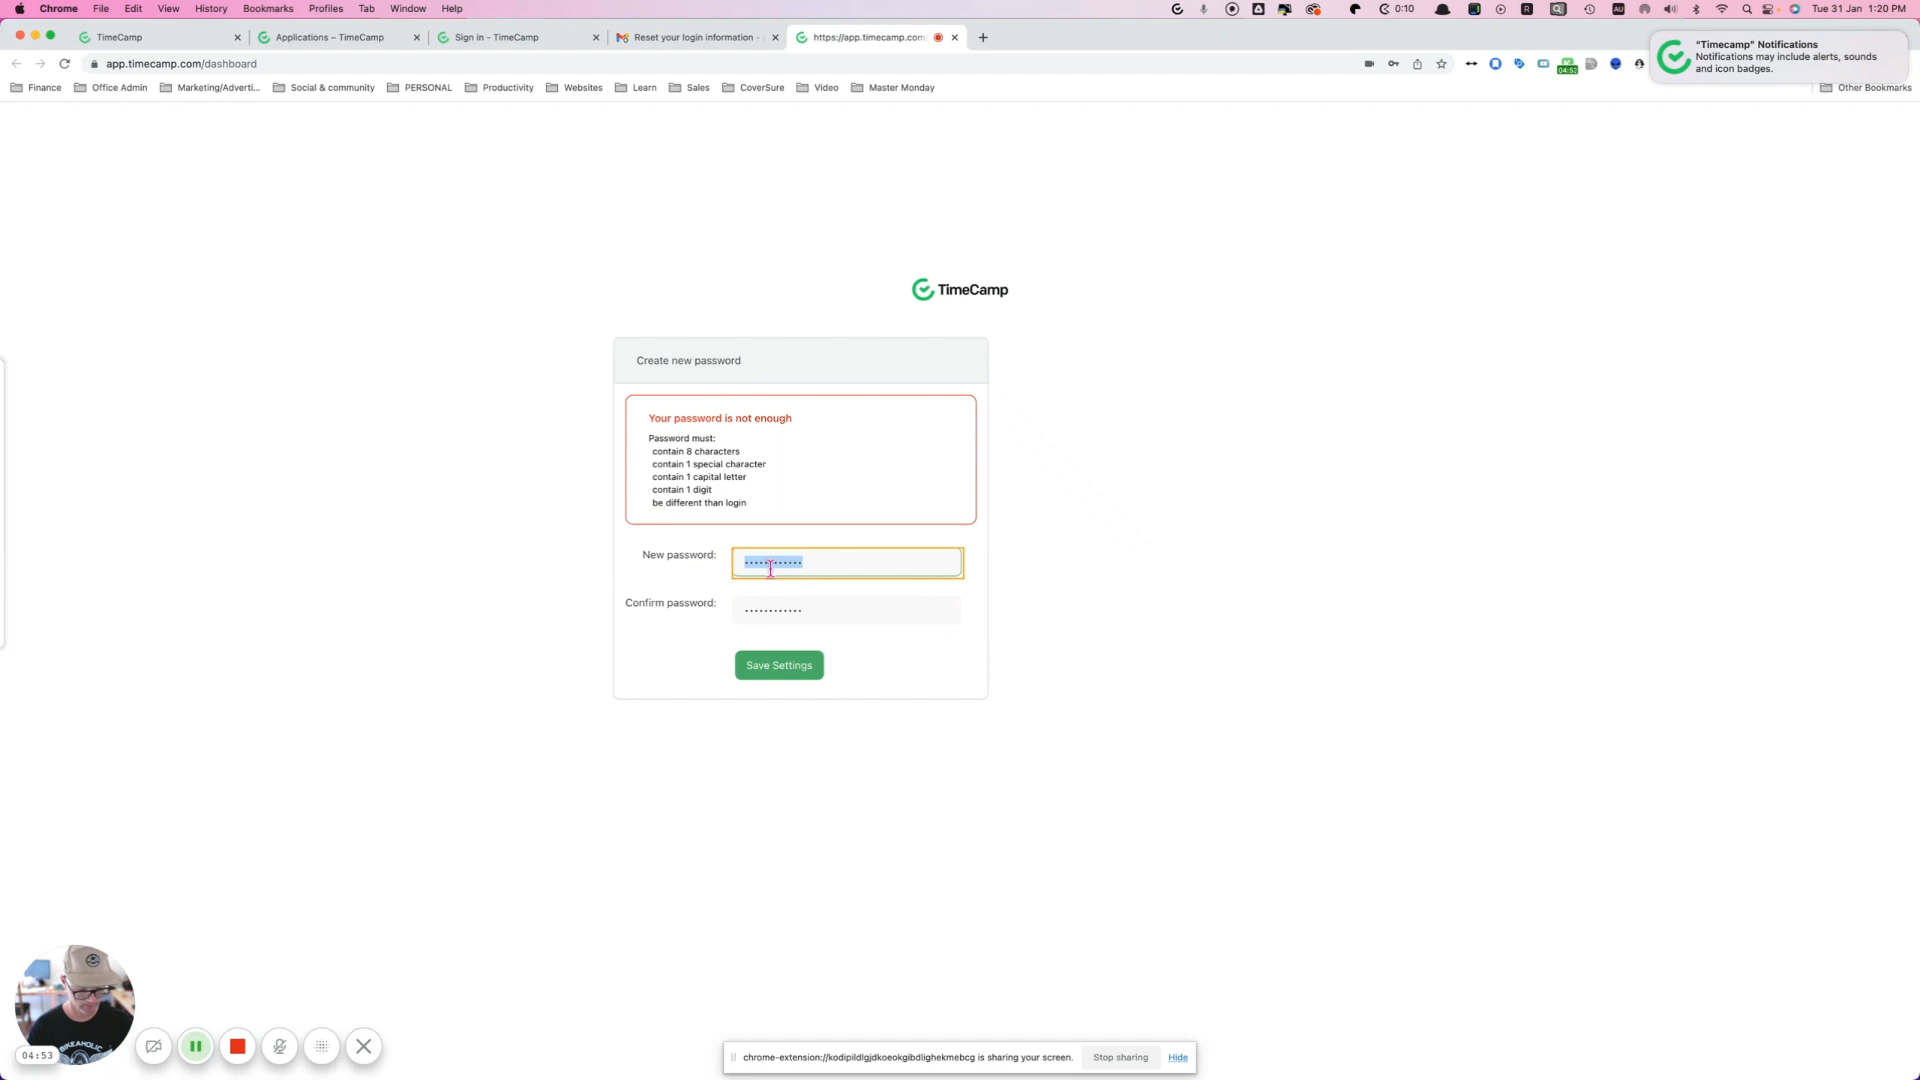 Chrome File Edit View History Bookmarks Profiles Tab Window Help 0:10 AU Tue 31 Jan 1:20 PM
TimeCamp Applications – TimeCamp Sign in - TimeCamp Reset your login information - https://app.timecamp.com
app.timecamp.com/dashboard
04:53
"Timecamp" Notifications
Notifications may include alerts, sounds
and icon badges.
Finance Office Admin Marketing/Adverti... Social & community PERSONAL Productivity Websites Learn Sales CoverSure Video Master Monday Other Bookmarks
TimeCamp
Create new password
Your password is not enough
Password must:
contain 8 characters
contain 1 special character
contain 1 capital letter
contain 1 digit
be different than login
New password:
Confirm password:
Save Settings
BIKEAHOLIC
04:53
chrome-extension://kodipildlgjdkoeokgibdlighekmebcg is sharing your screen. Stop sharing Hide